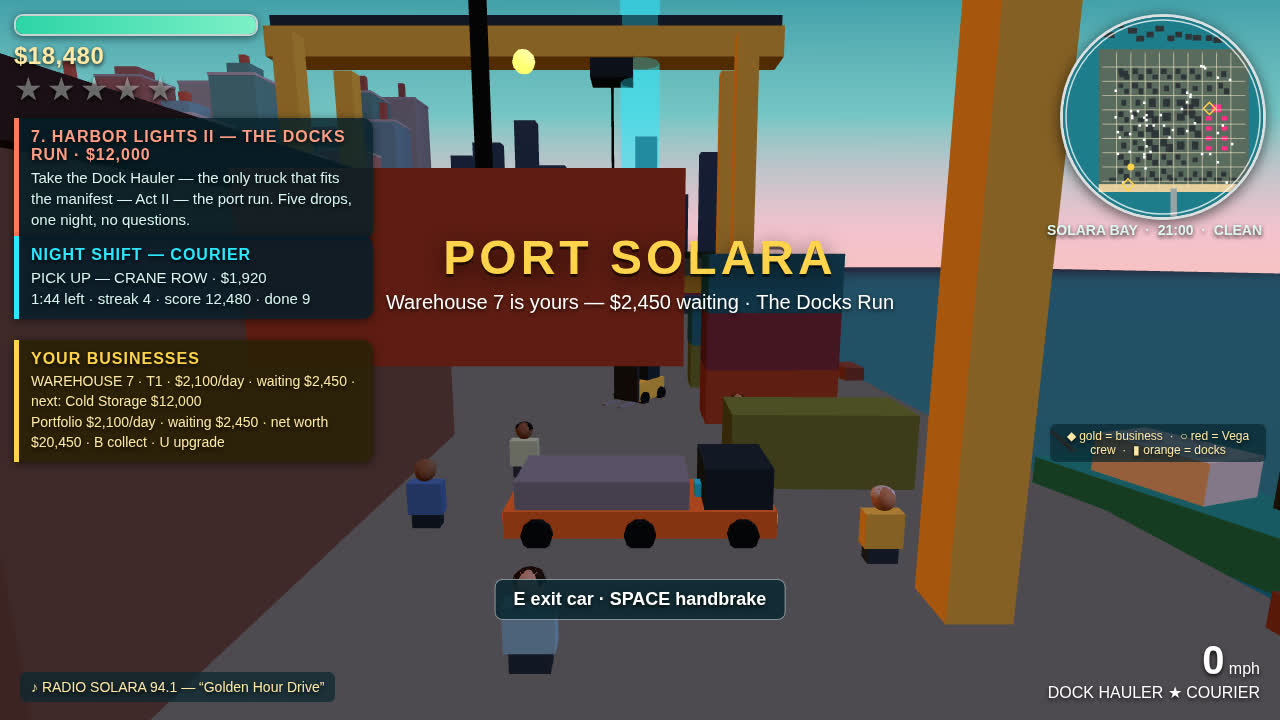 $18,480
★ ★ ★ ★ ★
7. HARBOR LIGHTS II — THE DOCKS
RUN · $12,000
Take the Dock Hauler — the only truck that fits
the manifest — Act II — the port run. Five drops,
one night, no questions.
NIGHT SHIFT — COURIER
PICK UP — CRANE ROW · $1,920
1:44 left · streak 4 · score 12,480 · done 9
YOUR BUSINESSES
WAREHOUSE 7 · T1 · $2,100/day · waiting $2,450 ·
next: Cold Storage $12,000
Portfolio $2,100/day · waiting $2,450 · net worth
$20,450 · B collect · U upgrade
PORT SOLARA
Warehouse 7 is yours — $2,450 waiting · The Docks Run
SOLARA BAY · 21:00 · CLEAN
◆ gold = business · ○ red = Vega
crew · ▮ orange = docks
E exit car · SPACE handbrake
♪ RADIO SOLARA 94.1 — “Golden Hour Drive”
0 mph
DOCK HAULER ★ COURIER